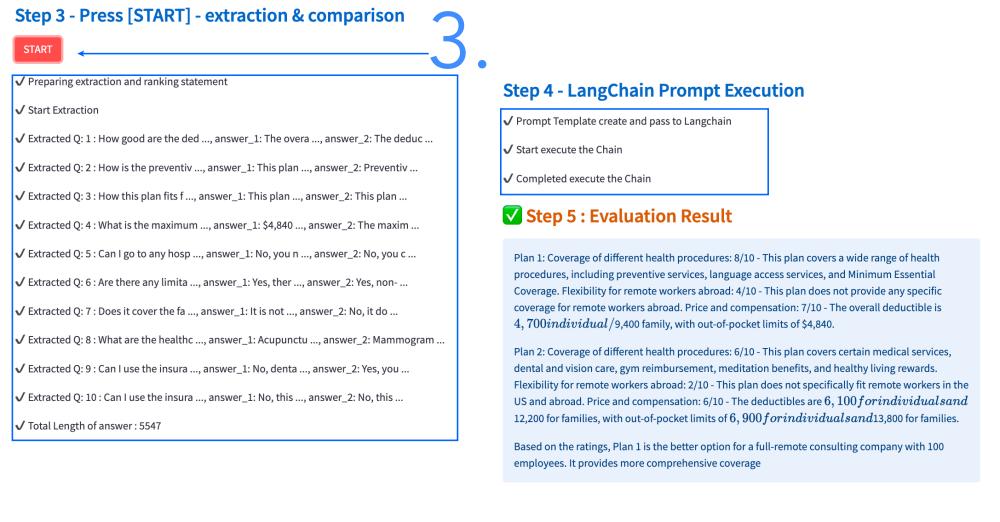 Step 3 - Press [START] - extraction & comparison
3.
START
✓ Preparing extraction and ranking statement
✓ Start Extraction
✓ Extracted Q: 1 : How good are the ded ..., answer_1: The overa ..., answer_2: The deduc ...
✓ Extracted Q: 2 : How is the preventiv ..., answer_1: This plan ..., answer_2: Preventiv ...
✓ Extracted Q: 3 : How this plan fits f ..., answer_1: This plan ..., answer_2: This plan ...
✓ Extracted Q: 4 : What is the maximum ..., answer_1: $4,840 ..., answer_2: The maxim ...
✓ Extracted Q: 5 : Can I go to any hosp ..., answer_1: No, you n ..., answer_2: No, you c ...
✓ Extracted Q: 6 : Are there any limita ..., answer_1: Yes, ther ..., answer_2: Yes, non- ...
✓ Extracted Q: 7 : Does it cover the fa ..., answer_1: It is not ..., answer_2: No, it do ...
✓ Extracted Q: 8 : What are the healthc ..., answer_1: Acupunctu ..., answer_2: Mammogram ...
✓ Extracted Q: 9 : Can I use the insura ..., answer_1: No, denta ..., answer_2: Yes, you ...
✓ Extracted Q: 10 : Can I use the insura ..., answer_1: No, this ..., answer_2: No, this ...
✓ Total Length of answer : 5547
Step 4 - LangChain Prompt Execution
✓ Prompt Template create and pass to Langchain
✓ Start execute the Chain
✓ Completed execute the Chain
✅ Step 5 : Evaluation Result
Plan 1: Coverage of different health procedures: 8/10 - This plan covers a wide range of health
procedures, including preventive services, language access services, and Minimum Essential
Coverage. Flexibility for remote workers abroad: 4/10 - This plan does not provide any specific
coverage for remote workers abroad. Price and compensation: 7/10 - The overall deductible is
4,700individual/9,400 family, with out-of-pocket limits of $4,840.
Plan 2: Coverage of different health procedures: 6/10 - This plan covers certain medical services,
dental and vision care, gym reimbursement, meditation benefits, and healthy living rewards.
Flexibility for remote workers abroad: 2/10 - This plan does not specifically fit remote workers in the
US and abroad. Price and compensation: 6/10 - The deductibles are 6,100forindividualsand
12,200 for families, with out-of-pocket limits of 6,900forindividualsand13,800 for families.
Based on the ratings, Plan 1 is the better option for a full-remote consulting company with 100
employees. It provides more comprehensive coverage